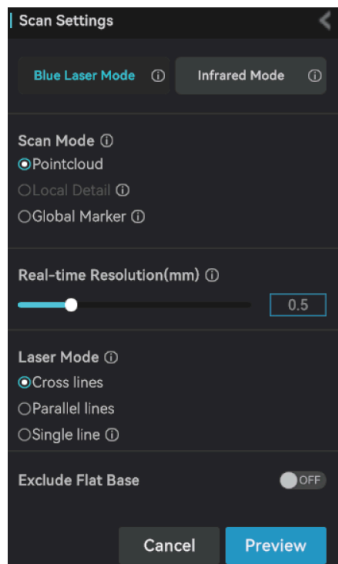 Scan Settings
Blue Laser Mode Infrared Mode
Scan Mode
Pointcloud
Local Detail
Global Marker
Real-time Resolution(mm)
0.5
Laser Mode
Cross lines
Parallel lines
Single line
Exclude Flat Base OFF
Cancel Preview